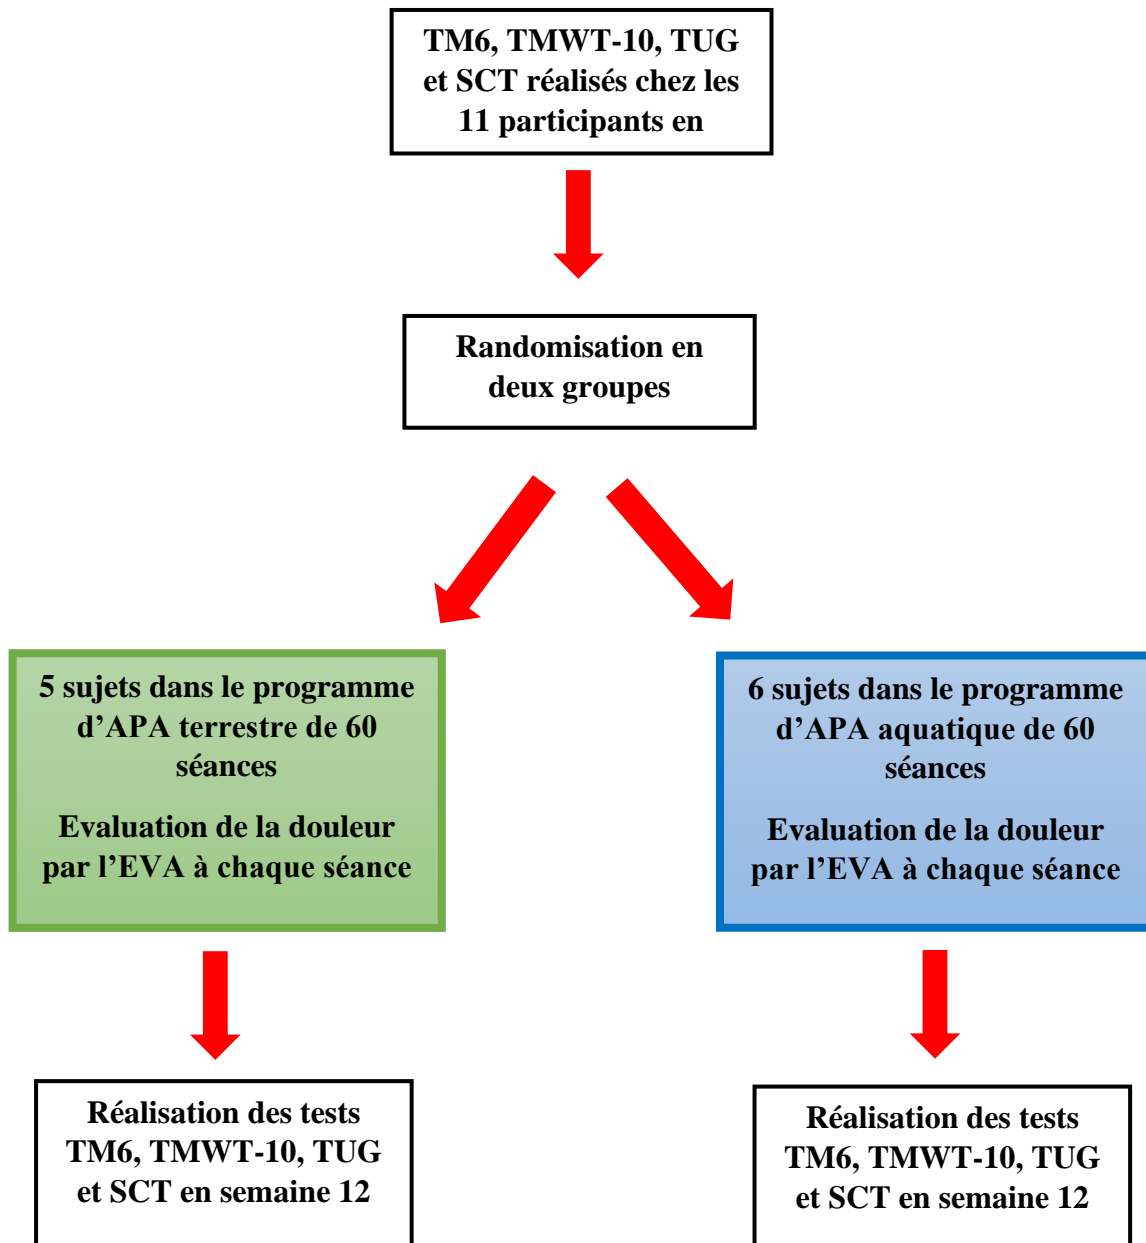 TM6, TMWT-10, TUG
et SCT réalisés chez les
11 participants en
Randomisation en
deux groupes
5 sujets dans le programme
d’APA terrestre de 60
séances
Evaluation de la douleur
par l’EVA à chaque séance
6 sujets dans le programme
d’APA aquatique de 60
séances
Evaluation de la douleur
par l’EVA à chaque séance
Réalisation des tests
TM6, TMWT-10, TUG
et SCT en semaine 12
Réalisation des tests
TM6, TMWT-10, TUG
et SCT en semaine 12